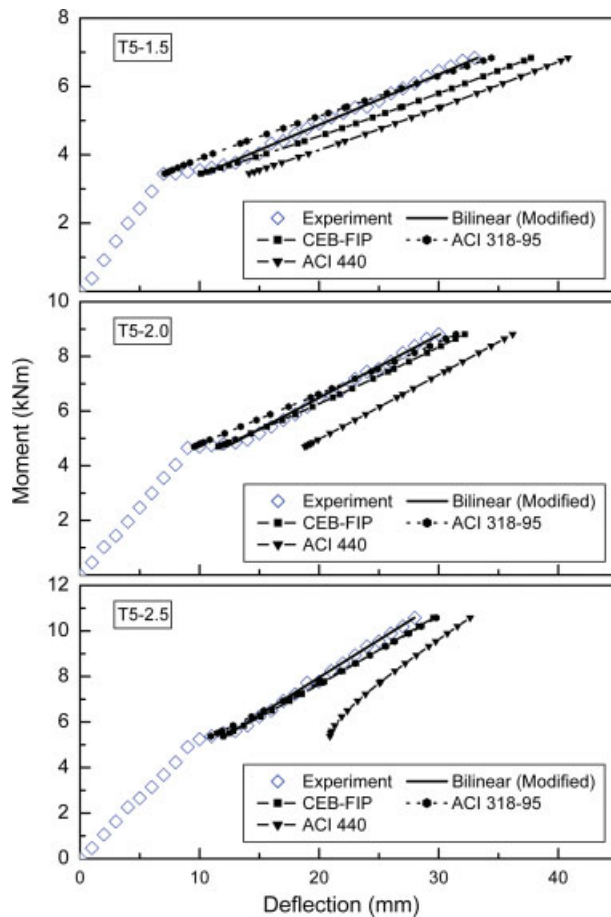 8
6
4
2
T5-1.5
Experiment
Bilinear (Modified)
CEB-FIP
ACI 318-95
ACI 440
10
8
6
4
2
T5-2.0
Experiment
Bilinear (Modified)
CEB-FIP
ACI 318-95
ACI 440
Moment (kNm)
12
10
8
6
4
2
0
T5-2.5
Experiment
Bilinear (Modified)
CEB-FIP
ACI 318-95
ACI 440
0 10 20 30 40
Deflection (mm)